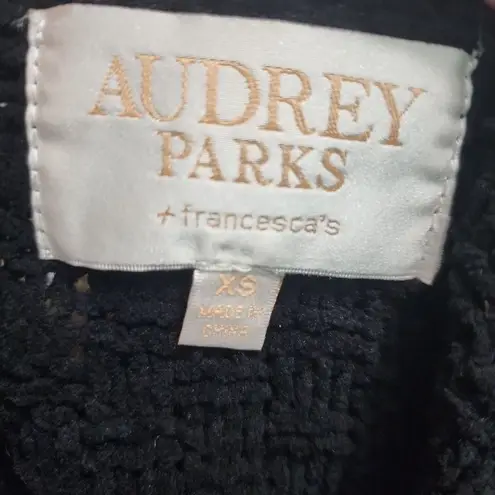 AUDREY
PARKS
+francesca's
XS
MADE IN
CHINA